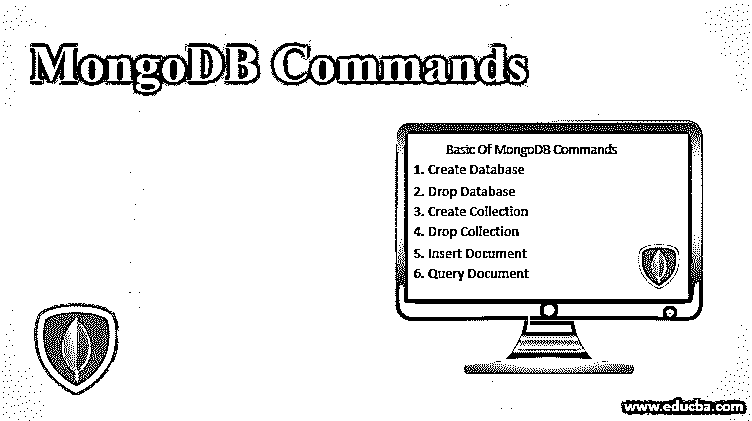 MongoDB Commands
Basic Of MongoDB Commands
1. Create Database
2. Drop Database
3. Create Collection
4. Drop Collection
5. Insert Document
6. Query Document
www.educba.com